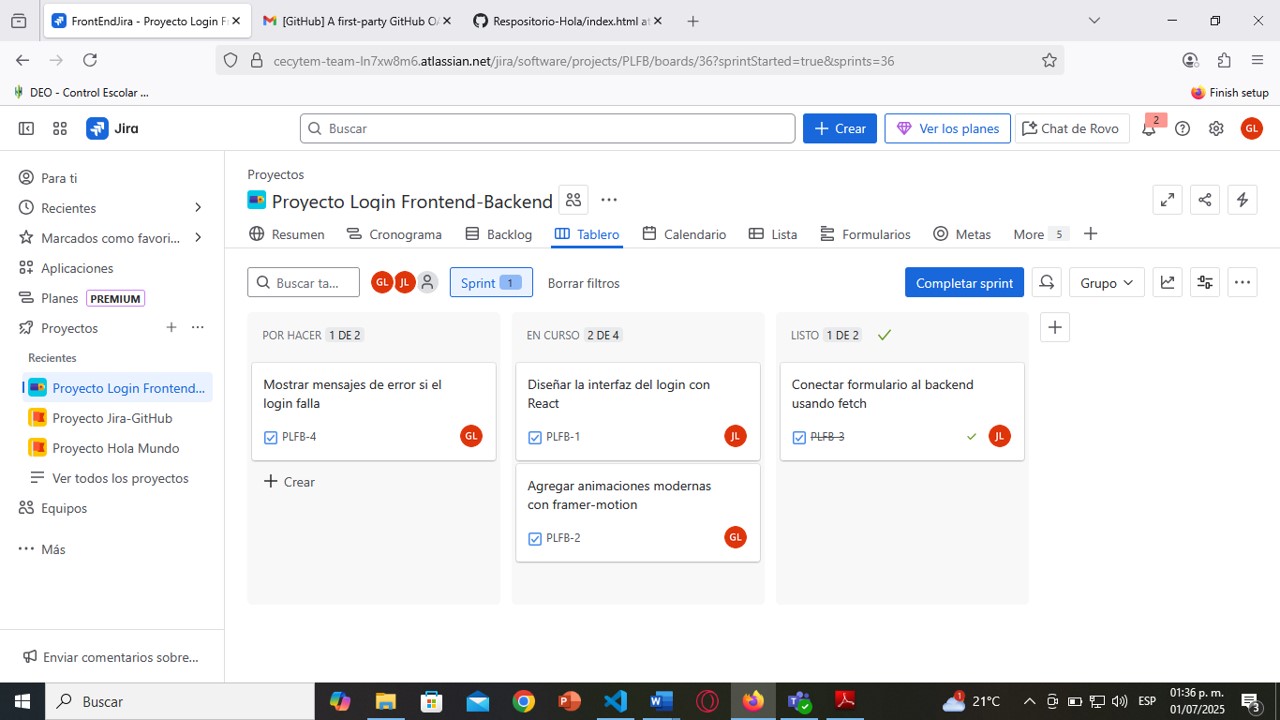 FrontEndJira - Proyecto Login F
[GitHub] A first-party GitHub OA
Respositorio-Hola/index.html at
cecytem-team-ln7xw8m6.atlassian.net/jira/software/projects/PLFB/boards/36?sprintStarted=true&sprints=36
DEO - Control Escolar ...
Finish setup
Jira
Buscar
Crear
Ver los planes
Chat de Rovo
2
GL
Para ti
Recientes
Marcados como favori...
Aplicaciones
Planes PREMIUM
Proyectos
Recientes
Proyecto Login Frontend...
Proyecto Jira-GitHub
Proyecto Hola Mundo
Ver todos los proyectos
Equipos
Más
Enviar comentarios sobre...
Proyectos
Proyecto Login Frontend-Backend
Resumen
Cronograma
Backlog
Tablero
Calendario
Lista
Formularios
Metas
More 5
Buscar ta...
GL
JL
Sprint 1
Borrar filtros
Completar sprint
Grupo
POR HACER 1 DE 2
Mostrar mensajes de error si el
login falla
PLFB-4
GL
Crear
EN CURSO 2 DE 4
Diseñar la interfaz del login con
React
PLFB-1
JL
Agregar animaciones modernas
con framer-motion
PLFB-2
GL
LISTO 1 DE 2
Conectar formulario al backend
usando fetch
PLFB-3
JL
Buscar
1
21°C
ESP
01:36 p. m.
01/07/2025
3